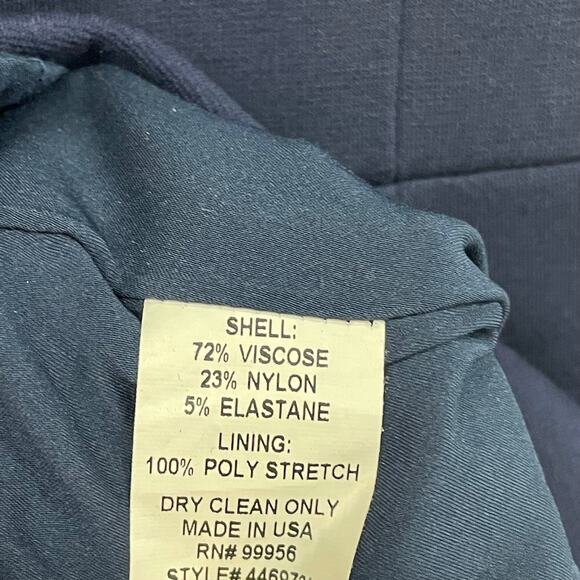 SHELL:
72% VISCOSE
23% NYLON
5% ELASTANE
LINING:
100% POLY STRETCH
DRY CLEAN ONLY
MADE IN USA
RN# 99956
STYLE#